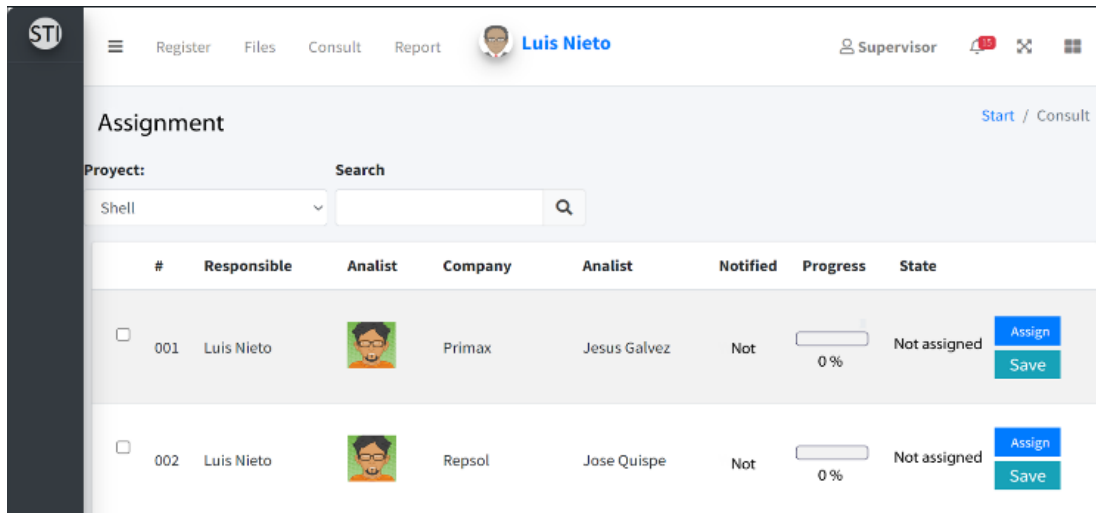 STI
Register Files Consult Report Luis Nieto Supervisor 15
Assignment Start / Consult
Proyect: Search
Shell
# Responsible Analist Company Analist Notified Progress State
001 Luis Nieto Primax Jesus Galvez Not 0 % Not assigned Assign Save
002 Luis Nieto Repsol Jose Quispe Not 0 % Not assigned Assign Save